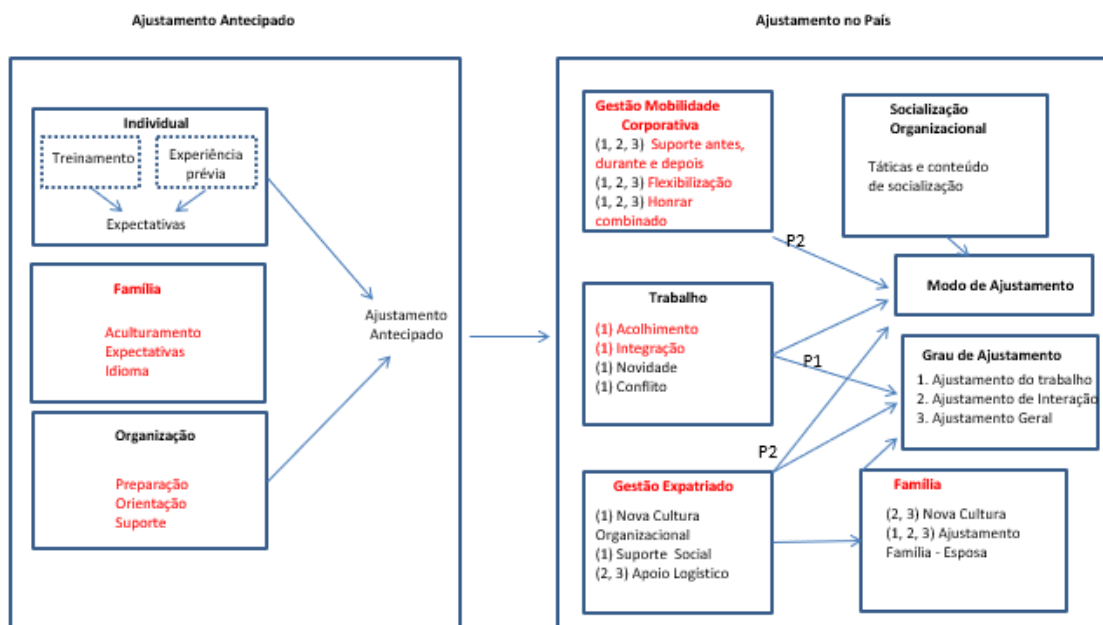 Ajustamento Antecipado
Individual
Treinamento
Experiência
prévia
Expectativas
Família
Aculturamento
Expectativas
Idioma
Organização
Preparação
Orientação
Suporte
Ajustamento
Antecipado
Ajustamento no País
Gestão Mobilidade
Corporativa
(1, 2, 3) Suporte antes,
durante e depois
(1, 2, 3) Flexibilização
(1, 2, 3) Honrar
combinado
Socialização
Organizacional
Táticas e conteúdo
de socialização
P2
Modo de Ajustamento
Trabalho
(1) Acolhimento
(1) Integração
(1) Novidade
(1) Conflito
P1
Grau de Ajustamento
1. Ajustamento do trabalho
2. Ajustamento de Interação
3. Ajustamento Geral
P2
Gestão Expatriado
(1) Nova Cultura
Organizacional
(1) Suporte Social
(2, 3) Apoio Logístico
Família
(2, 3) Nova Cultura
(1, 2, 3) Ajustamento
Família - Esposa